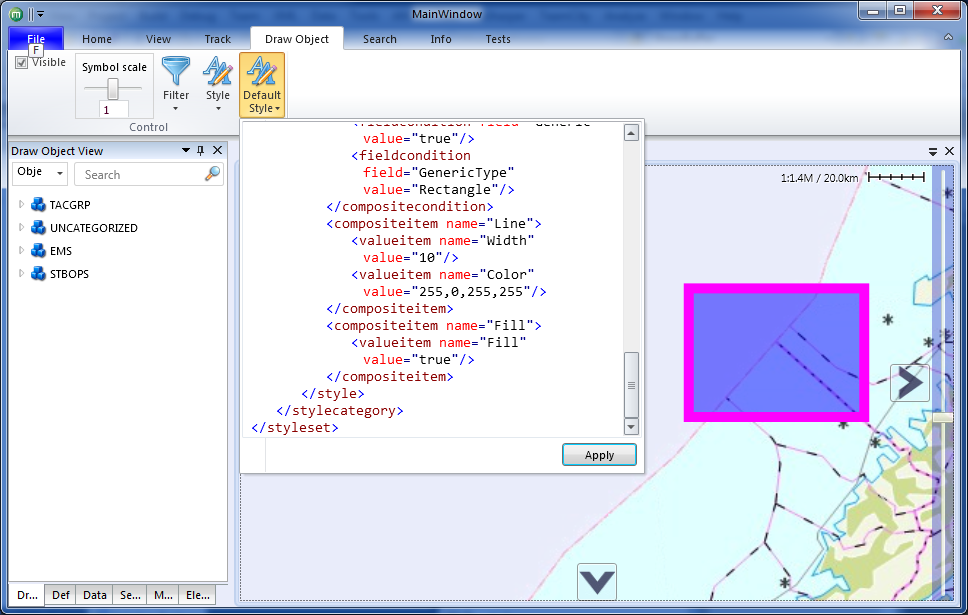 MainWindow
File Home View Track Draw Object Search Info Tests
F
Visible
Symbol scale
1
Filter
Style
Default
Style
Control
Draw Object View
Obje
Search
TACGRP
UNCATEGORIZED
EMS
STBOPS
value="true"/>
<fieldcondition
field="GenericType"
value="Rectangle"/>
</compositecondition>
<compositeitem name="Line">
<valueitem name="Width"
value="10"/>
<valueitem name="Color"
value="255,0,255,255"/>
</compositeitem>
<compositeitem name="Fill">
<valueitem name="Fill"
value="true"/>
</compositeitem>
</style>
</stylecategory>
</styleset>
Apply
1:1.4M / 20.0km
Dr... Def Data Se... M... Ele...